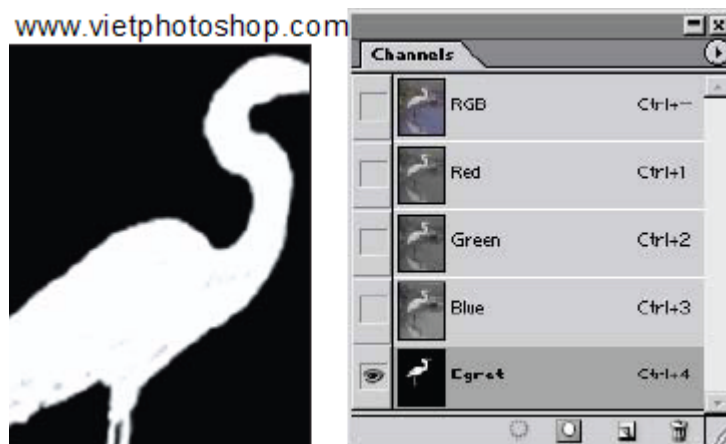 www.vietphotoshop.com
Channels
RGB Ctrl+~
Red Ctrl+1
Green Ctrl+2
Blue Ctrl+3
Egret Ctrl+4